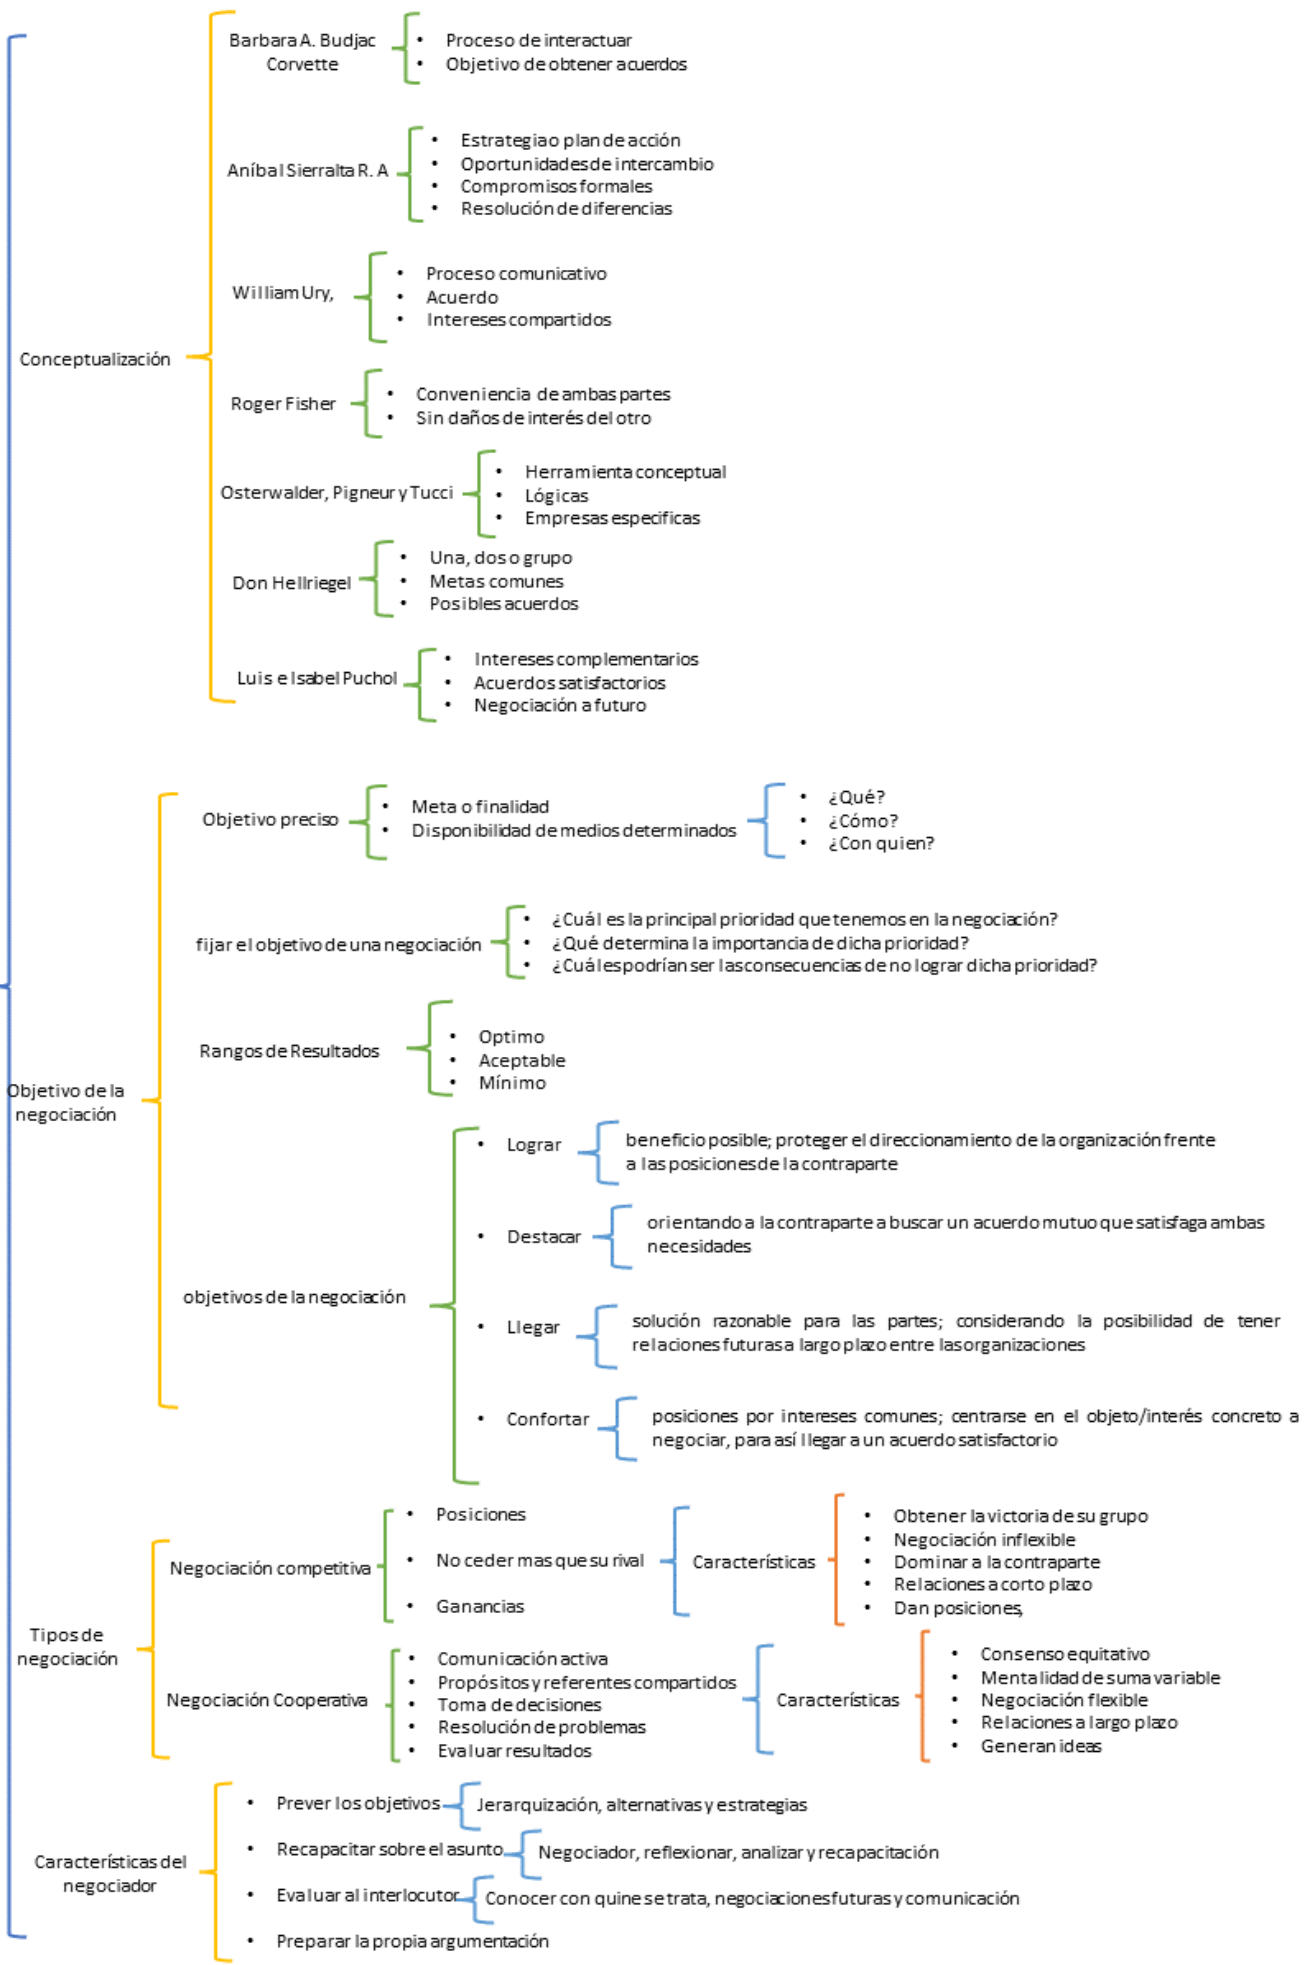 Barbara A. Budjac
Corvette
• Proceso de interactuar
• Objetivo de obtener acuerdos
Aníbal Sierralta R. A
• Estrategia o plan de acción
• Oportunidades de intercambio
• Compromisos formales
• Resolución de diferencias
William Ury,
• Proceso comunicativo
• Acuerdo
• Intereses compartidos
Conceptualización
Roger Fisher
• Conveniencia de ambas partes
• Sin daños de interés del otro
Osterwalder, Pigneur y Tucci
• Herramienta conceptual
• Lógicas
• Empresas especificas
Don Hellriegel
• Una, dos o grupo
• Metas comunes
• Posibles acuerdos
Luis e Isabel Puchol
• Intereses complementarios
• Acuerdos satisfactorios
• Negociación a futuro
Objetivo preciso
• Meta o finalidad
• Disponibilidad de medios determinados
• ¿Qué?
• ¿Cómo?
• ¿Con quien?
fijar el objetivo de una negociación
• ¿Cuál es la principal prioridad que tenemos en la negociación?
• ¿Qué determina la importancia de dicha prioridad?
• ¿Cuáles podrían ser las consecuencias de no lograr dicha prioridad?
Rangos de Resultados
• Optimo
• Aceptable
• Mínimo
Objetivo de la
negociación
objetivos de la negociación
• Lograr
beneficio posible; proteger el direccionamiento de la organización frente
a las posiciones de la contraparte
• Destacar
orientando a la contraparte a buscar un acuerdo mutuo que satisfaga ambas
necesidades
• Llegar
solución razonable para las partes; considerando la posibilidad de tener
relaciones futuras a largo plazo entre las organizaciones
• Confortar
posiciones por intereses comunes; centrarse en el objeto/interés concreto a
negociar, para así llegar a un acuerdo satisfactorio
Tipos de
negociación
Negociación competitiva
• Posiciones
• No ceder mas que su rival
• Ganancias
Características
• Obtener la victoria de su grupo
• Negociación inflexible
• Dominar a la contraparte
• Relaciones a corto plazo
• Dan posiciones,
Negociación Cooperativa
• Comunicación activa
• Propósitos y referentes compartidos
• Toma de decisiones
• Resolución de problemas
• Evaluar resultados
Características
• Consenso equitativo
• Mentalidad de suma variable
• Negociación flexible
• Relaciones a largo plazo
• Generan ideas
Características del
negociador
• Prever los objetivos
Jerarquización, alternativas y estrategias
• Recapacitar sobre el asunto
Negociador, reflexionar, analizar y recapacitación
• Evaluar al interlocutor
Conocer con quine se trata, negociaciones futuras y comunicación
• Preparar la propia argumentación